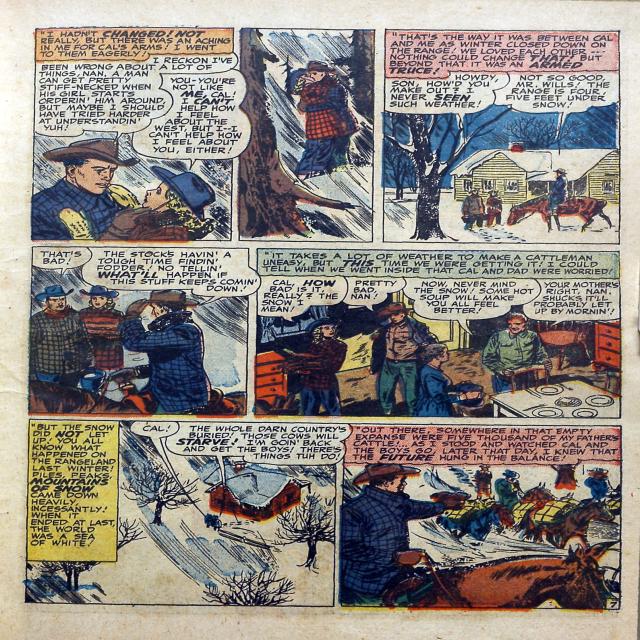 "I HADN'T CHANGED! NOT
REALLY, BUT THERE WAS AN ACHING
IN ME FOR CAL'S ARMS! I WENT
TO THEM EAGERLY!"
I RECKON I'VE
BEEN WRONG ABOUT A LOT OF
THINGS, NAN. A MAN
CAN GET PRETTY
STIFF-NECKED WHEN
HIS GIRL STARTS
ORDERIN' HIM AROUND,
BUT MAYBE I SHOULD
HAVE TRIED HARDER
AT UNDERSTANDIN'
YUH!
YOU-YOU'RE
NOT LIKE
ME, CAL!
I CAN'T
HELP HOW
I FEEL
ABOUT THE
WEST, BUT I--I
CAN'T HELP HOW
I FEEL ABOUT
YOU, EITHER!
"THAT'S THE WAY IT WAS BETWEEN CAL
AND ME AS WINTER CLOSED DOWN ON
THE RANGE! WE LOVED EACH OTHER --
NOTHING COULD CHANGE THAT -- BUT
BEYOND THAT IT WAS AN ARMED
TRUCE!"
HOWDY,
SON. HOW'D YOU
MAKE OUT? I
NEVER SEEN
SUCH WEATHER!
NOT SO GOOD,
MR. WILLS! THE
RANGE IS FOUR,
FIVE FEET UNDER
SNOW!
THAT'S
BAD!
THE STOCK'S HAVIN' A
TOUGH TIME FINDIN'
FODDER! NO TELLIN'
WHAT'LL HAPPEN IF
THIS STUFF KEEPS COMIN'
DOWN!
"IT TAKES A LOT OF WEATHER TO MAKE A CATTLEMAN
UNEASY, BUT THIS TIME WE WERE GETTING IT! I COULD
TELL WHEN WE WENT INSIDE THAT CAL AND DAD WERE WORRIED!"
CAL, HOW
BAD IS IT
REALLY? THE
SNOW, I
MEAN!
PRETTY
BAD,
NAN!
NOW, NEVER MIND
THE SNOW! SOME HOT
SOUP WILL MAKE
YOU ALL FEEL
BETTER!
YOUR MOTHER'S
RIGHT, NAN.
SHUCKS, IT'LL
PROBABLY LET
UP BY MORNIN'!
"BUT THE SNOW
DID NOT LET
UP! YOU ALL
KNOW WHAT
HAPPENED ON
THE RANGELAND
LAST WINTER!
PILES, PEAKS,
MOUNTAINS
OF SNOW
CAME DOWN
HEAVILY,
INCESSANTLY!
WHEN IT
ENDED AT LAST,
THE WORLD
WAS A SEA
OF WHITE!"
CAL!
THE WHOLE DARN COUNTRY'S
BURIED! THOSE COWS WILL
STARVE! I GOIN' BACK
AND GET THE BOYS! THERE'S
THINGS TUH DO!
"OUT THERE, SOMEWHERE IN THAT EMPTY
EXPANSE WERE FIVE THOUSAND OF MY FATHER'S
CATTLE! AS I STOOD AND WATCHED CAL AND
THE BOYS GO, LATER THAT DAY, I KNEW THAT
FUTURE HUNG IN THE BALANCE!"
7